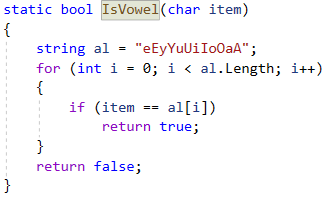 static bool IsVowel(char item)
{
    string al = "eEyYuUiIoOaA";
    for (int i = 0; i < al.Length; i++)
    {
        if (item == al[i])
            return true;
    }
    return false;
}